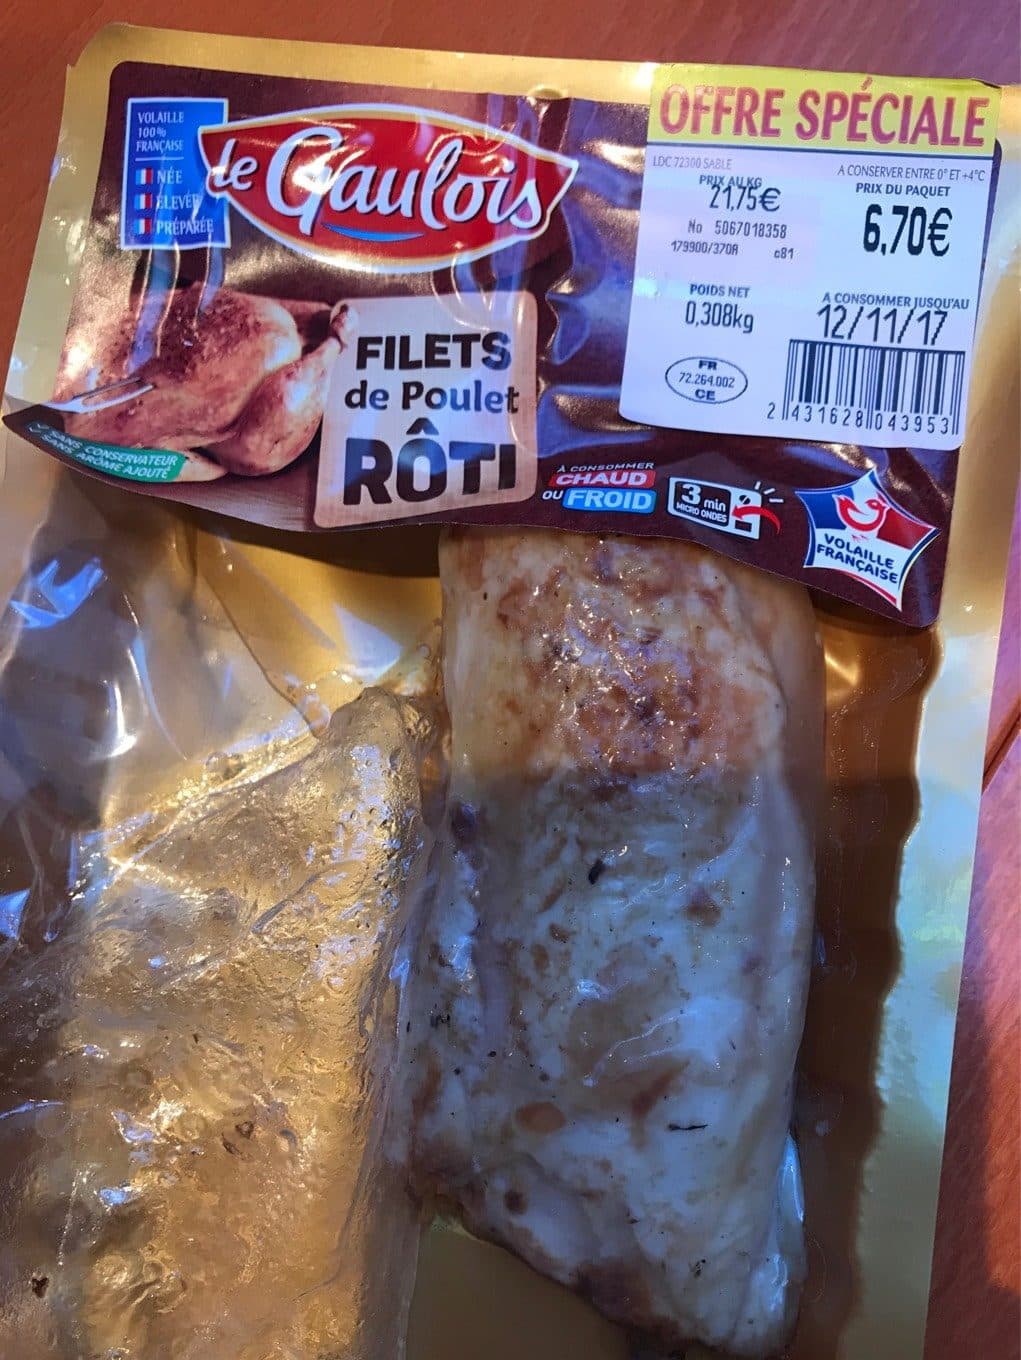 VOLAILLE
100%
FRANÇAISE
NÉE
ÉLEVÉE
PRÉPARÉE
le Gaulois
FILETS
de Poulet
RÔTI
SANS CONSERVATEUR
SANS ARÔME AJOUTÉ
À CONSOMMER
CHAUD
OU FROID
3 min
MICRO ONDES
VOLAILLE
FRANÇAISE
OFFRE SPÉCIALE
LDC 72300 SABLE
A CONSERVER ENTRE 0° ET +4°C
PRIX AU KG
21,75€
PRIX DU PAQUET
6,70€
No 5067018358
179900/370A e81
POIDS NET
0,308kg
À CONSOMMER JUSQU'AU
12/11/17
FR
72.264.002
CE
2 431628 043953